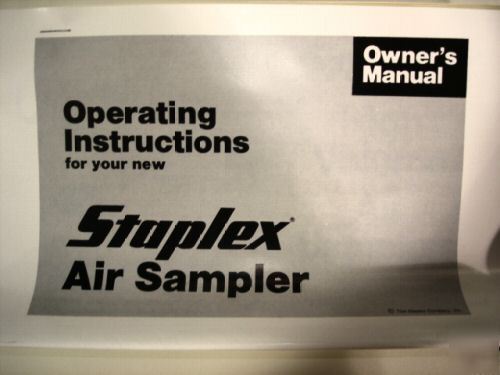 Owner's
Manual
Operating
Instructions
for your new
Staplex®
Air Sampler